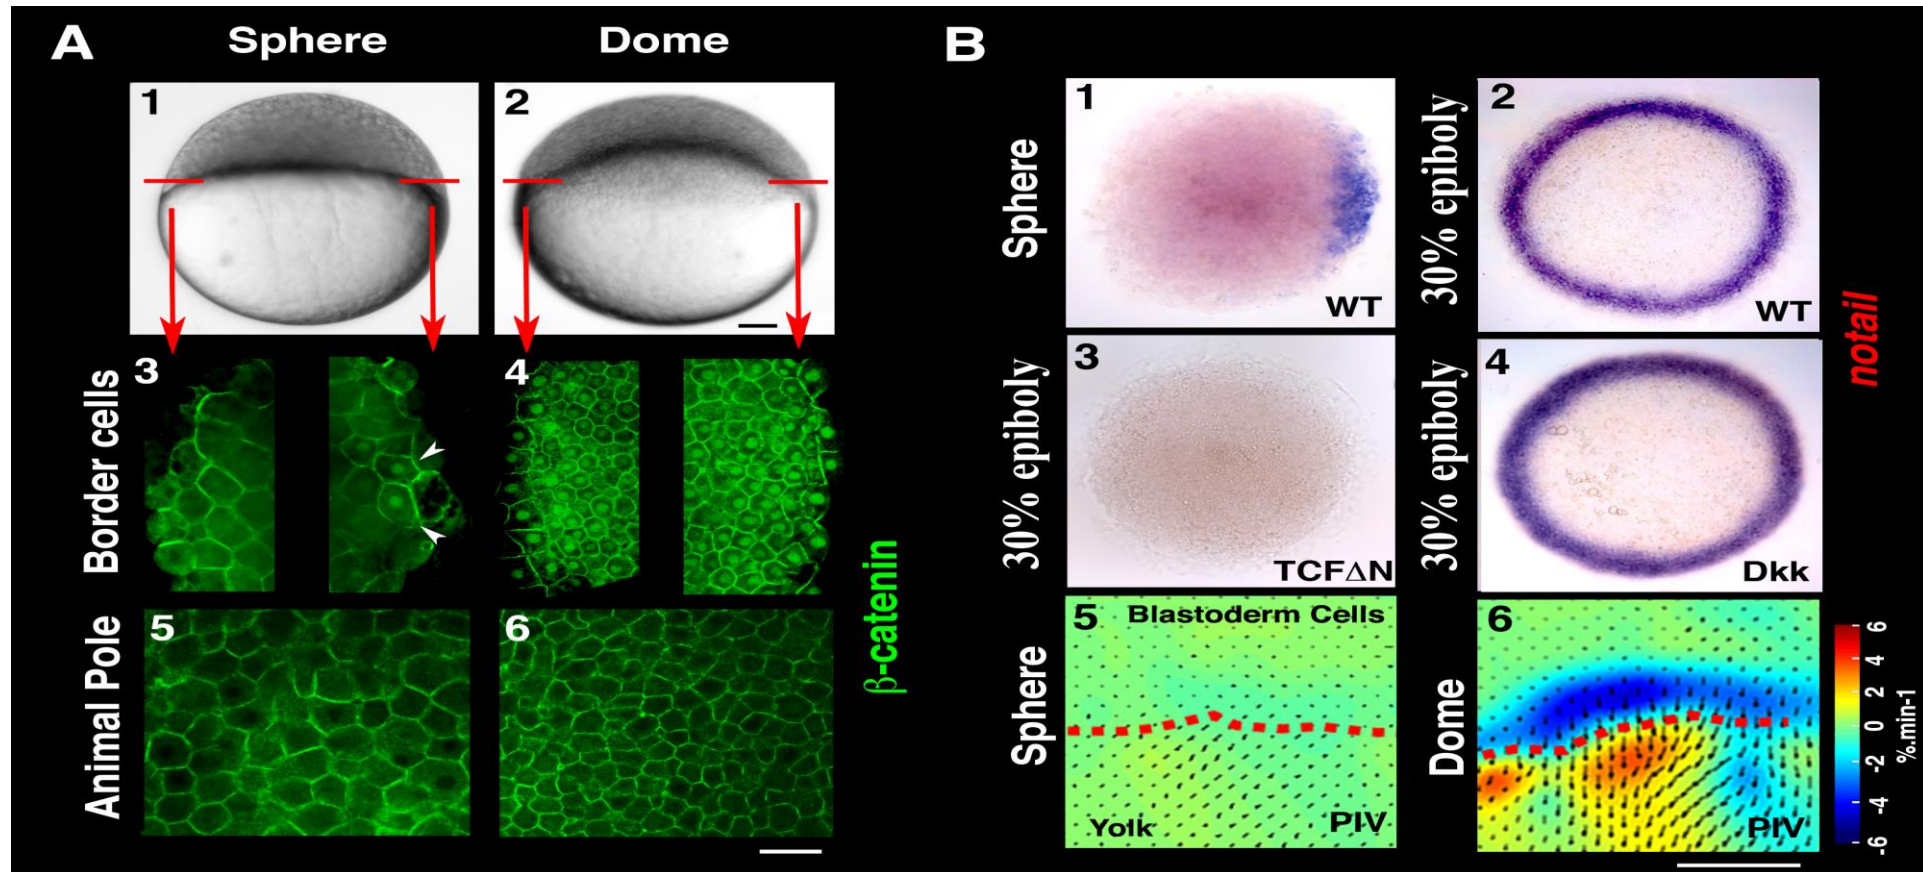 A
Sphere
Dome
1
2
Border cells
3
4
Animal Pole
5
6
β-catenin
B
Sphere
1
WT
30% epiboly
2
WT
30% epiboly
3
TCFΔN
30% epiboly
4
Dkk
notail
Sphere
5
Blastoderm Cells
Yolk
PIV
Dome
6
PIV
6
4
2
0
-2
-4
-6
%.min-1